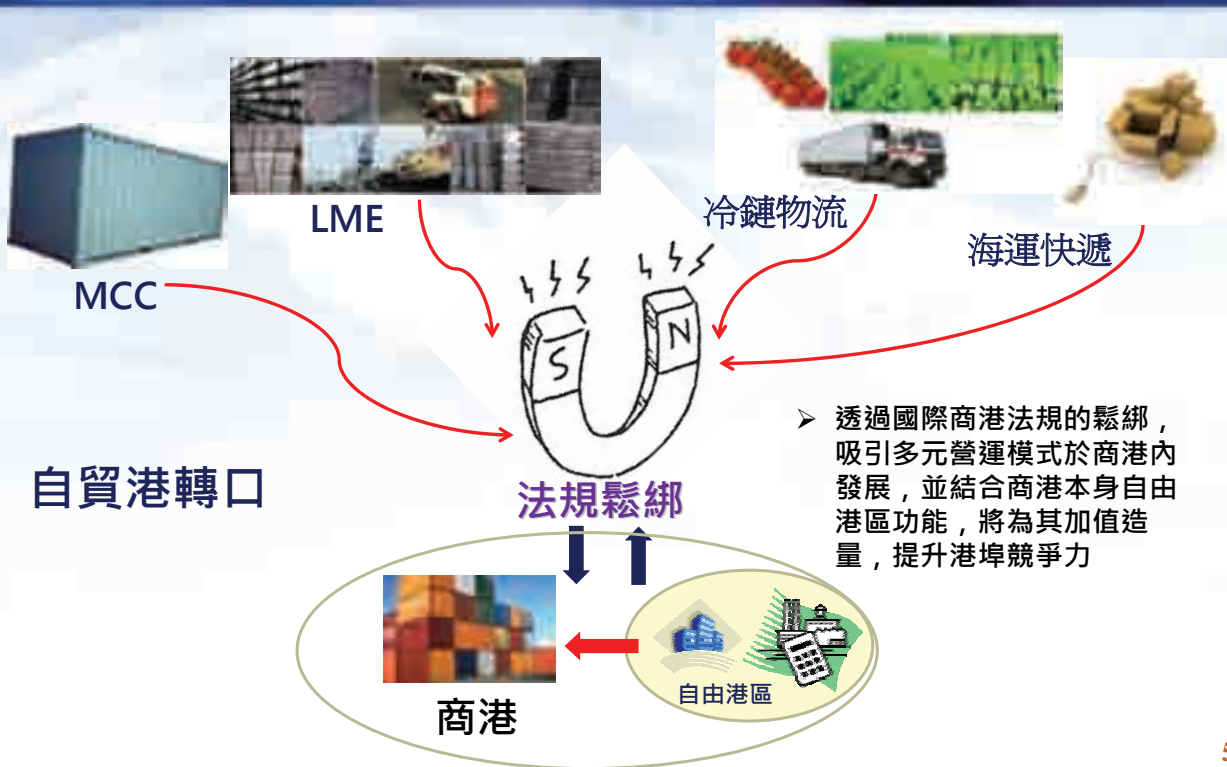 LME
冷鏈物流
海運快遞
MCC
S
N
➢ 透過國際商港法規的鬆綁，
吸引多元營運模式於商港內
發展，並結合商港本身自由
港區功能，將為其加值造
量，提升港埠競爭力
自貿港轉口
法規鬆綁
自由港區
商港
5